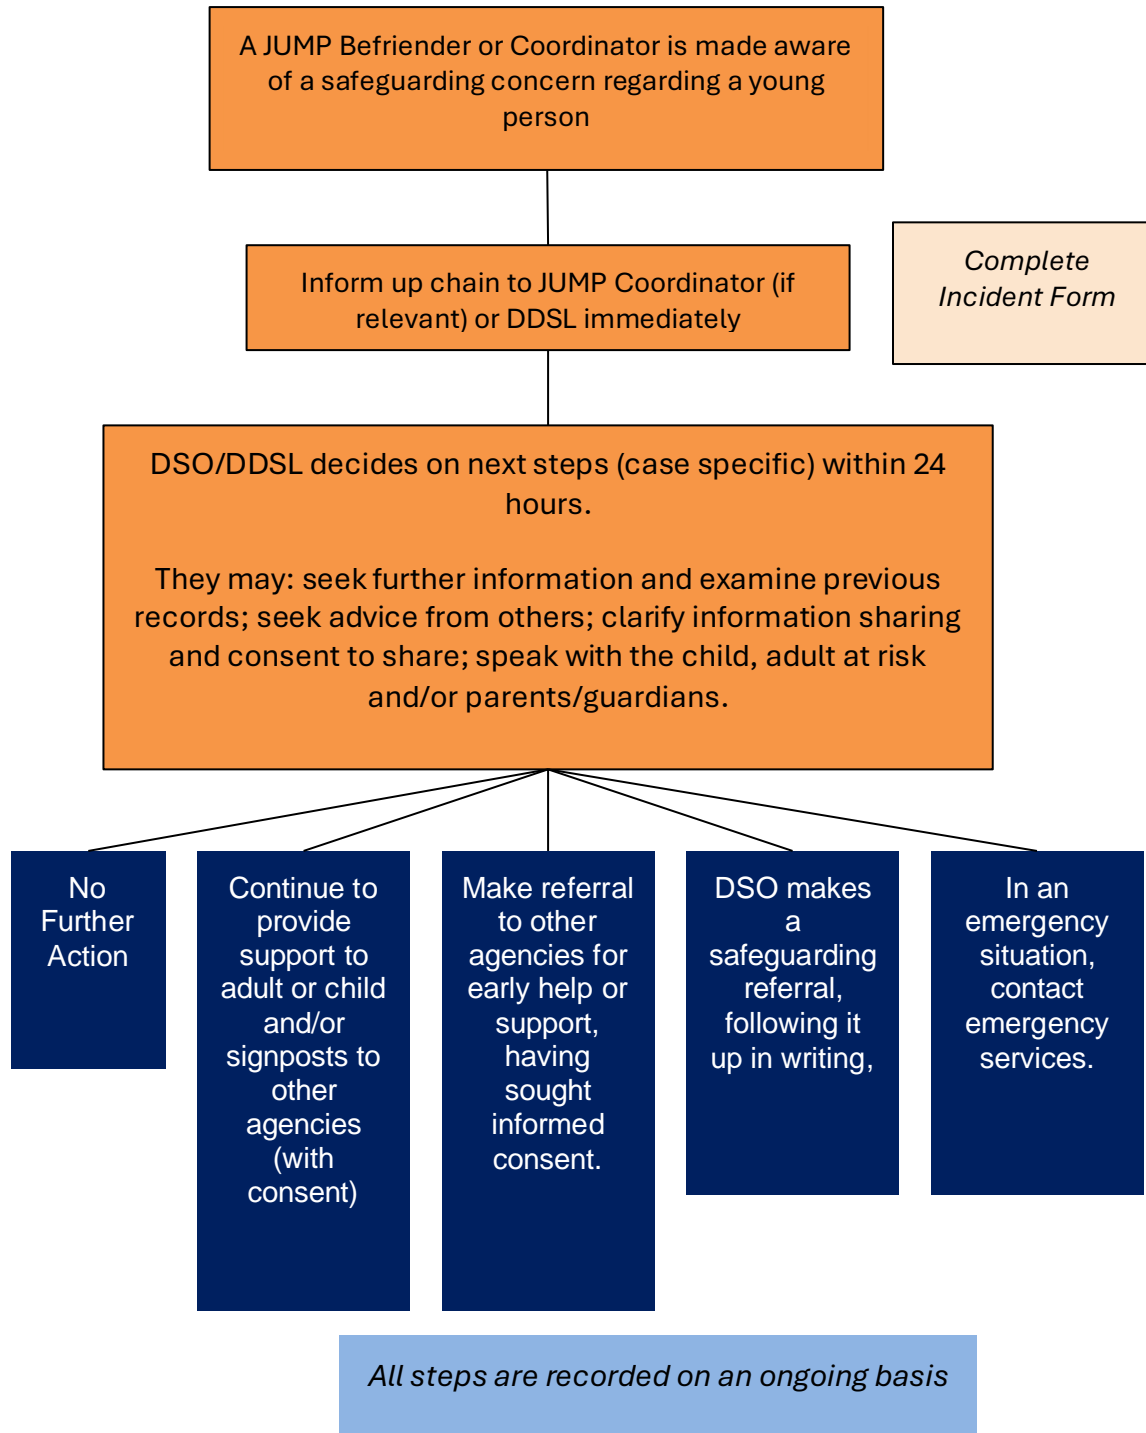 A JUMP Befriender or Coordinator is made aware
of a safeguarding concern regarding a young
person
Inform up chain to JUMP Coordinator (if
relevant) or DDSL immediately
Complete
Incident Form
DSO/DDSL decides on next steps (case specific) within 24
hours.
They may: seek further information and examine previous
records; seek advice from others; clarify information sharing
and consent to share; speak with the child, adult at risk
and/or parents/guardians.
No
Further
Action
Continue to
provide
support to
adult or child
and/or
signposts to
other
agencies
(with
consent)
Make referral
to other
agencies for
early help or
support,
having
sought
informed
consent.
DSO makes
a
safeguarding
referral,
following it
up in writing,
In an
emergency
situation,
contact
emergency
services.
All steps are recorded on an ongoing basis